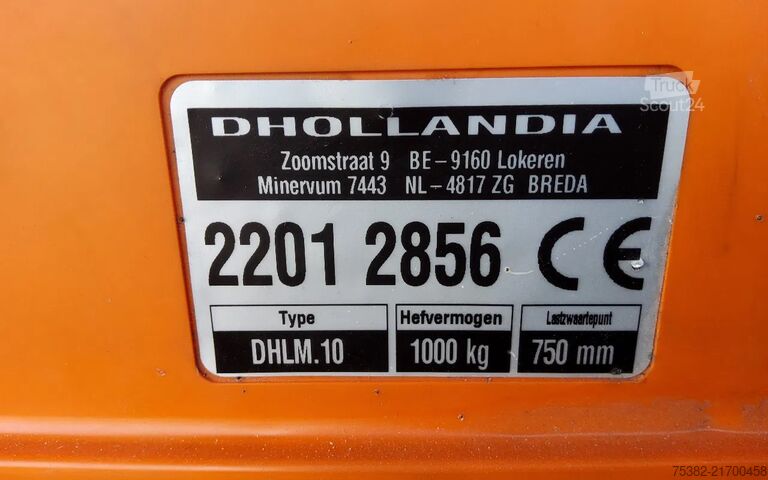 Truck
Scout24
DHOLLANDIA
Zoomstraat 9 BE-9160 Lokeren
Minervum 7443 NL-4817 ZG BREDA
2201 2856 CE
Type Hefvermogen Lastzwaartepunt
DHLM.10 1000 kg 750 mm
75382-21700458